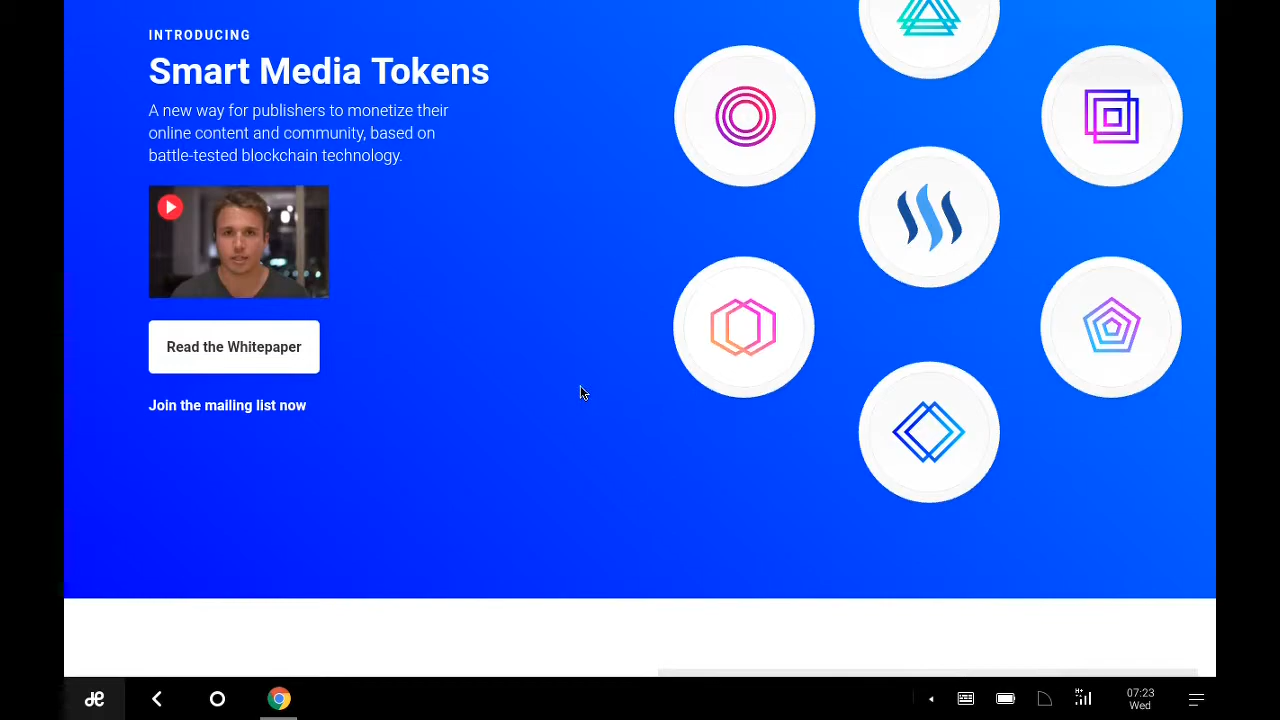 INTRODUCING
Smart Media Tokens
A new way for publishers to monetize their
online content and community, based on
battle-tested blockchain technology.
Read the Whitepaper
Join the mailing list now
H+
07:23
Wed